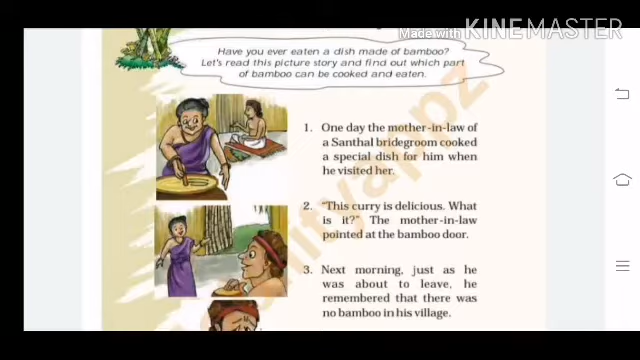 Made with KINEMASTER
Have you ever eaten a dish made of bamboo?
Let's read this picture story and find out which part
of bamboo can be cooked and eaten.
1. One day the mother-in-law of
a Santhal bridegroom cooked
a special dish for him when
he visited her.
2. "This curry is delicious. What
is it?" The mother-in-law
pointed at the bamboo door.
3. Next morning, just as he
was about to leave, he
remembered that there was
no bamboo in his village.